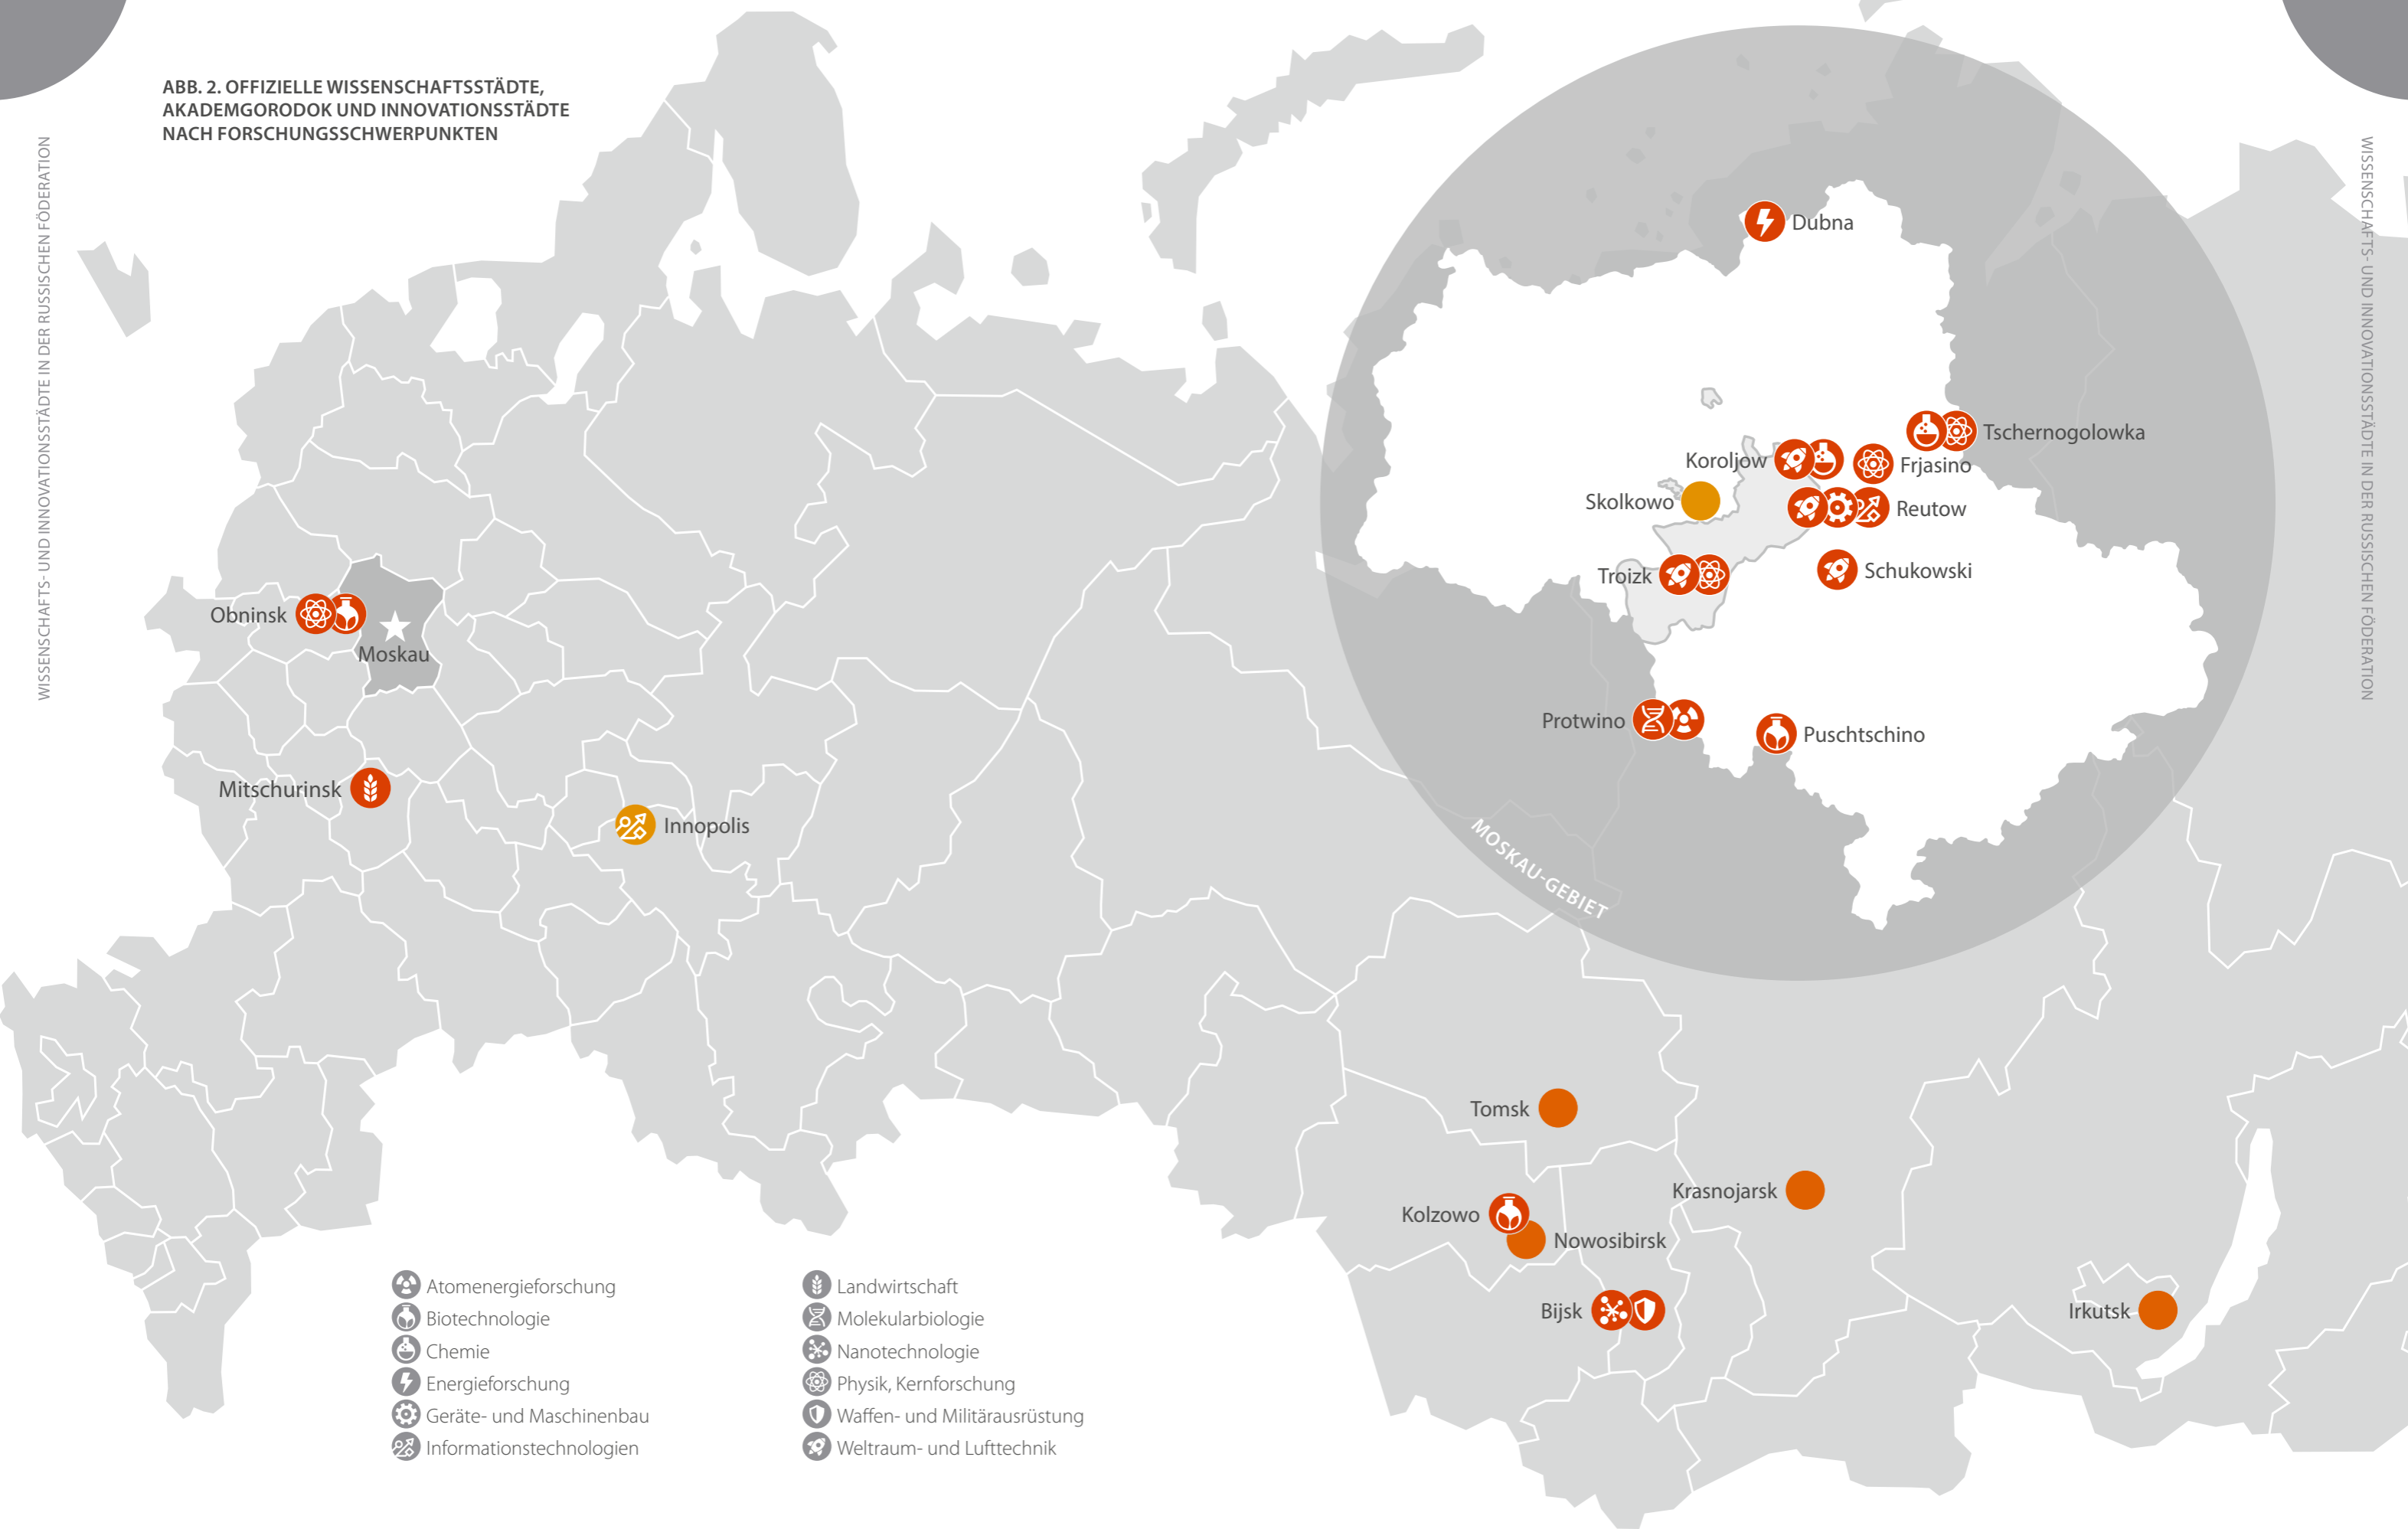 ABB. 2. OFFIZIELLE WISSENSCHAFTSSTÄDTE,
AKADEMGORODOK UND INNOVATIONSSTÄDTE
NACH FORSCHUNGSSCHWERPUNKTEN
WISSENSCHAFTS- UND INNOVATIONSSTÄDTE IN DER RUSSISCHEN FÖDERATION
WISSENSCHAFTS- UND INNOVATIONSSTÄDTE IN DER RUSSISCHEN FÖDERATION
Dubna
Tschernogolowka
Koroljow
Frjasino
Skolkowo
Reutow
Troizk
Schukowski
Obninsk
Moskau
Protwino
Puschtschino
Mitschurinsk
Innopolis
MOSKAU-GEBIET
Tomsk
Krasnojarsk
Kolzowo
Nowosibirsk
Bijsk
Irkutsk
Atomenergieforschung
Biotechnologie
Chemie
Energieforschung
Geräte- und Maschinenbau
Informationstechnologien
Landwirtschaft
Molekularbiologie
Nanotechnologie
Physik, Kernforschung
Waffen- und Militärausrüstung
Weltraum- und Lufttechnik